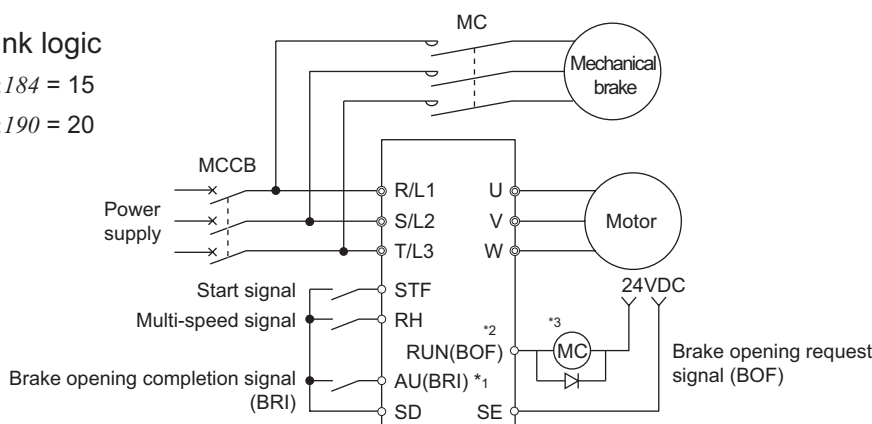 nk logic
184 = 15
190 = 20
MC
Mechanical
brake
MCCB
Power
supply
R/L1
S/L2
T/L3
U
V
W
Motor
Start signal
STF
Multi-speed signal
RH
24VDC
*2
*3
RUN(BOF)
MC
Brake opening request
signal (BOF)
Brake opening completion signal
(BRI)
AU(BRI) *1
SD
SE